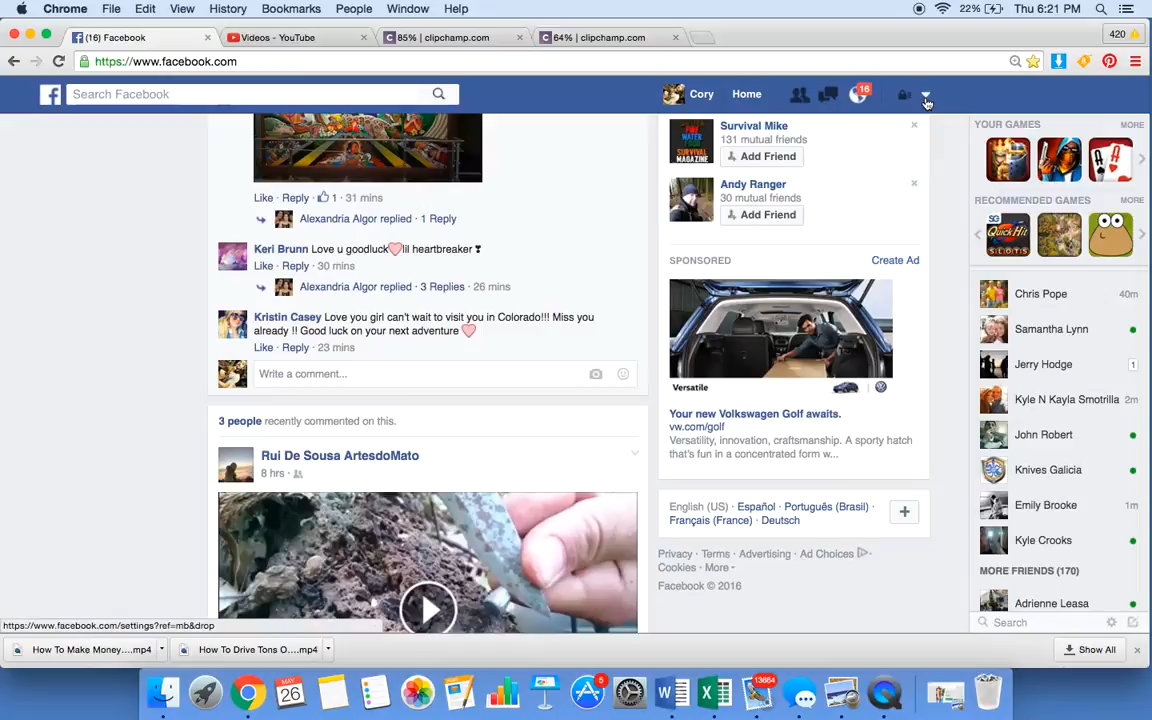 Chrome File Edit View History Bookmarks People Window Help 22% Thu 6:21 PM
(16) Facebook × Videos - YouTube × 85% | clipchamp.com × 64% | clipchamp.com × 420
https://www.facebook.com
Search Facebook Cory Home 16
Like · Reply · 1 · 31 mins
Alexandria Algor replied · 1 Reply
Keri Brunn Love u goodluck lil heartbreaker
Like · Reply · 30 mins
Alexandria Algor replied · 3 Replies · 26 mins
Kristin Casey Love you girl can't wait to visit you in Colorado!!! Miss you
already !! Good luck on your next adventure
Like · Reply · 23 mins
Write a comment...
3 people recently commented on this.
Rui De Sousa ArtesdoMato
8 hrs ·
Survival Mike
131 mutual friends
Add Friend
Andy Ranger
30 mutual friends
Add Friend
SPONSORED Create Ad
Versatile
Your new Volkswagen Golf awaits.
vw.com/golf
Versatility, innovation, craftsmanship. A sporty hatch
that's fun in a concentrated form w...
English (US) · Español · Português (Brasil) ·
Français (France) · Deutsch
Privacy · Terms · Advertising · Ad Choices ·
Cookies · More
Facebook © 2016
YOUR GAMES MORE
RECOMMENDED GAMES MORE
Chris Pope 40m
Samantha Lynn
Jerry Hodge 1
Kyle N Kayla Smotrilla 2m
John Robert
Knives Galicia
Emily Brooke 1m
Kyle Crooks
MORE FRIENDS (170)
Adrienne Leasa
Search
https://www.facebook.com/settings?ref=mb&drop
How To Make Money....mp4 How To Drive Tons O....mp4 Show All
MAY
26
5
13664